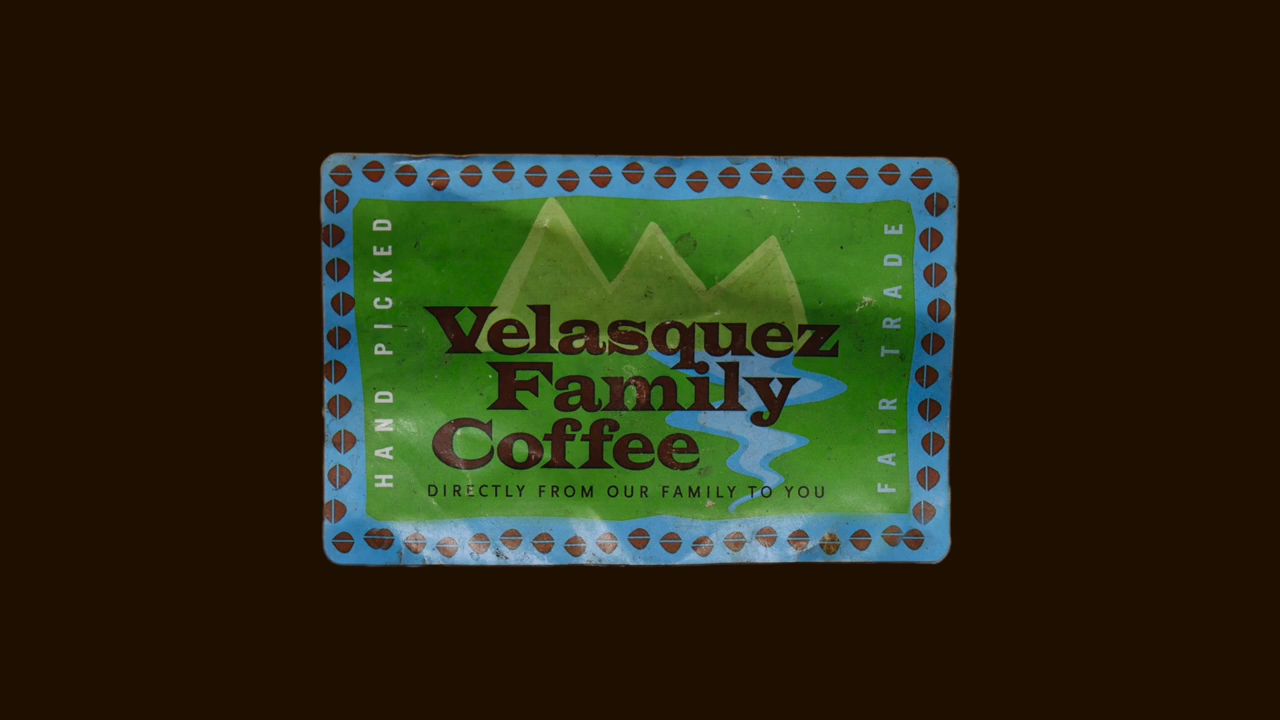 HAND PICKED
Velasquez
Family
Coffee
DIRECTLY FROM OUR FAMILY TO YOU
FAIR TRADE